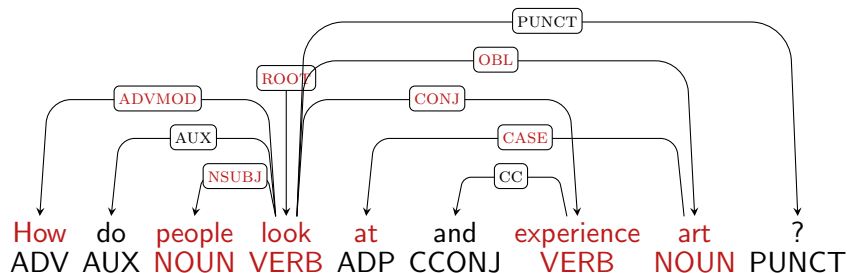 PUNCT
OBL
ROOT
ADVMOD CONJ
AUX CASE
NSUBJ CC
How do people look at and experience art ?
ADV AUX NOUN VERB ADP CCONJ VERB NOUN PUNCT